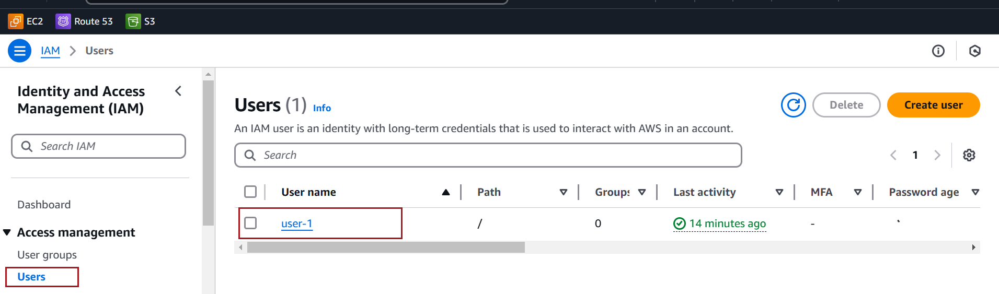 EC2 Route 53 S3
IAM > Users
Identity and Access
Management (IAM)
Search IAM
Dashboard
Access management
User groups
Users
Users (1) Info
Delete
Create user
An IAM user is an identity with long-term credentials that is used to interact with AWS in an account.
Search
1
User name Path Groups Last activity MFA Password age
user-1 / 0 14 minutes ago -